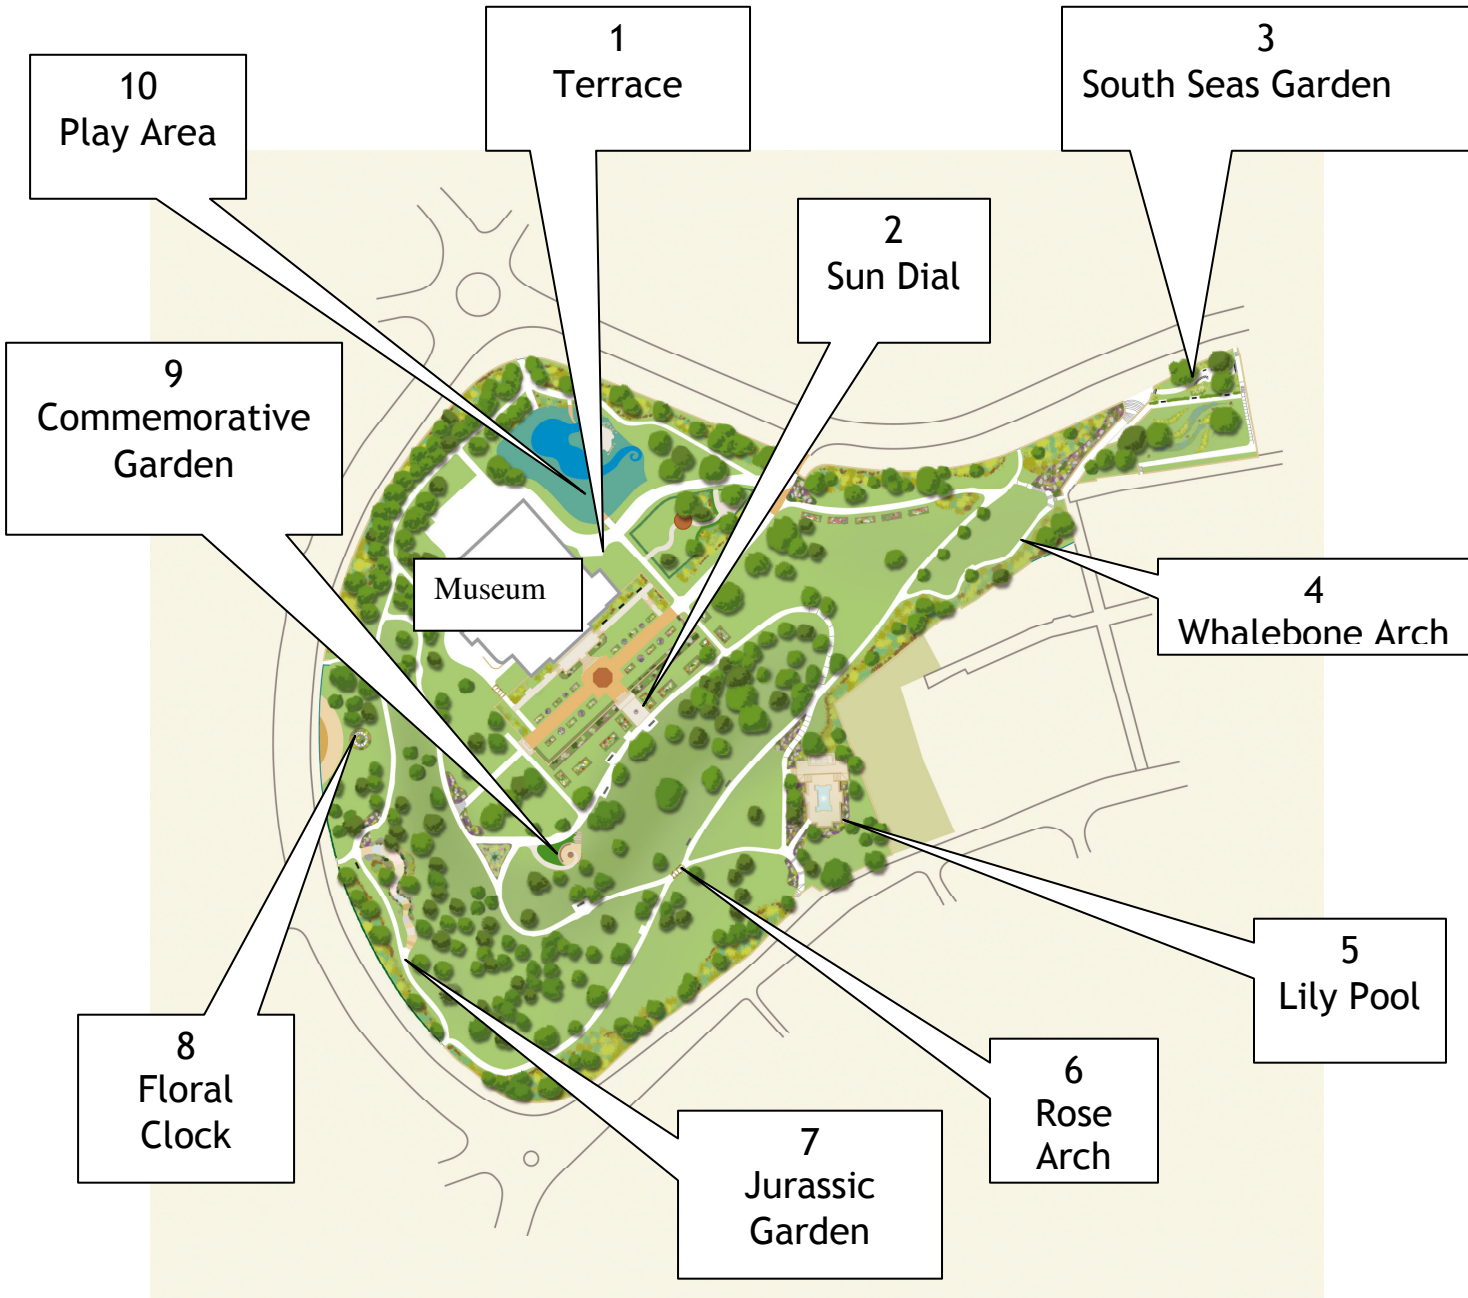 1
Terrace
3
South Seas Garden
10
Play Area
2
Sun Dial
9
Commemorative
Garden
Museum
4
Whalebone Arch
5
Lily Pool
8
Floral
Clock
6
Rose
Arch
7
Jurassic
Garden